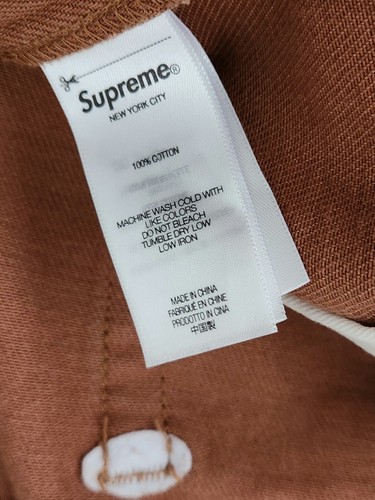 Supreme®
NEW YORK CITY
100% COTTON
MACHINE WASH COLD WITH
LIKE COLORS
DO NOT BLEACH
TUMBLE DRY LOW
LOW IRON
MADE IN CHINA
FABRIQUÉ EN CHINE
PRODOTTO IN CINA
中国製